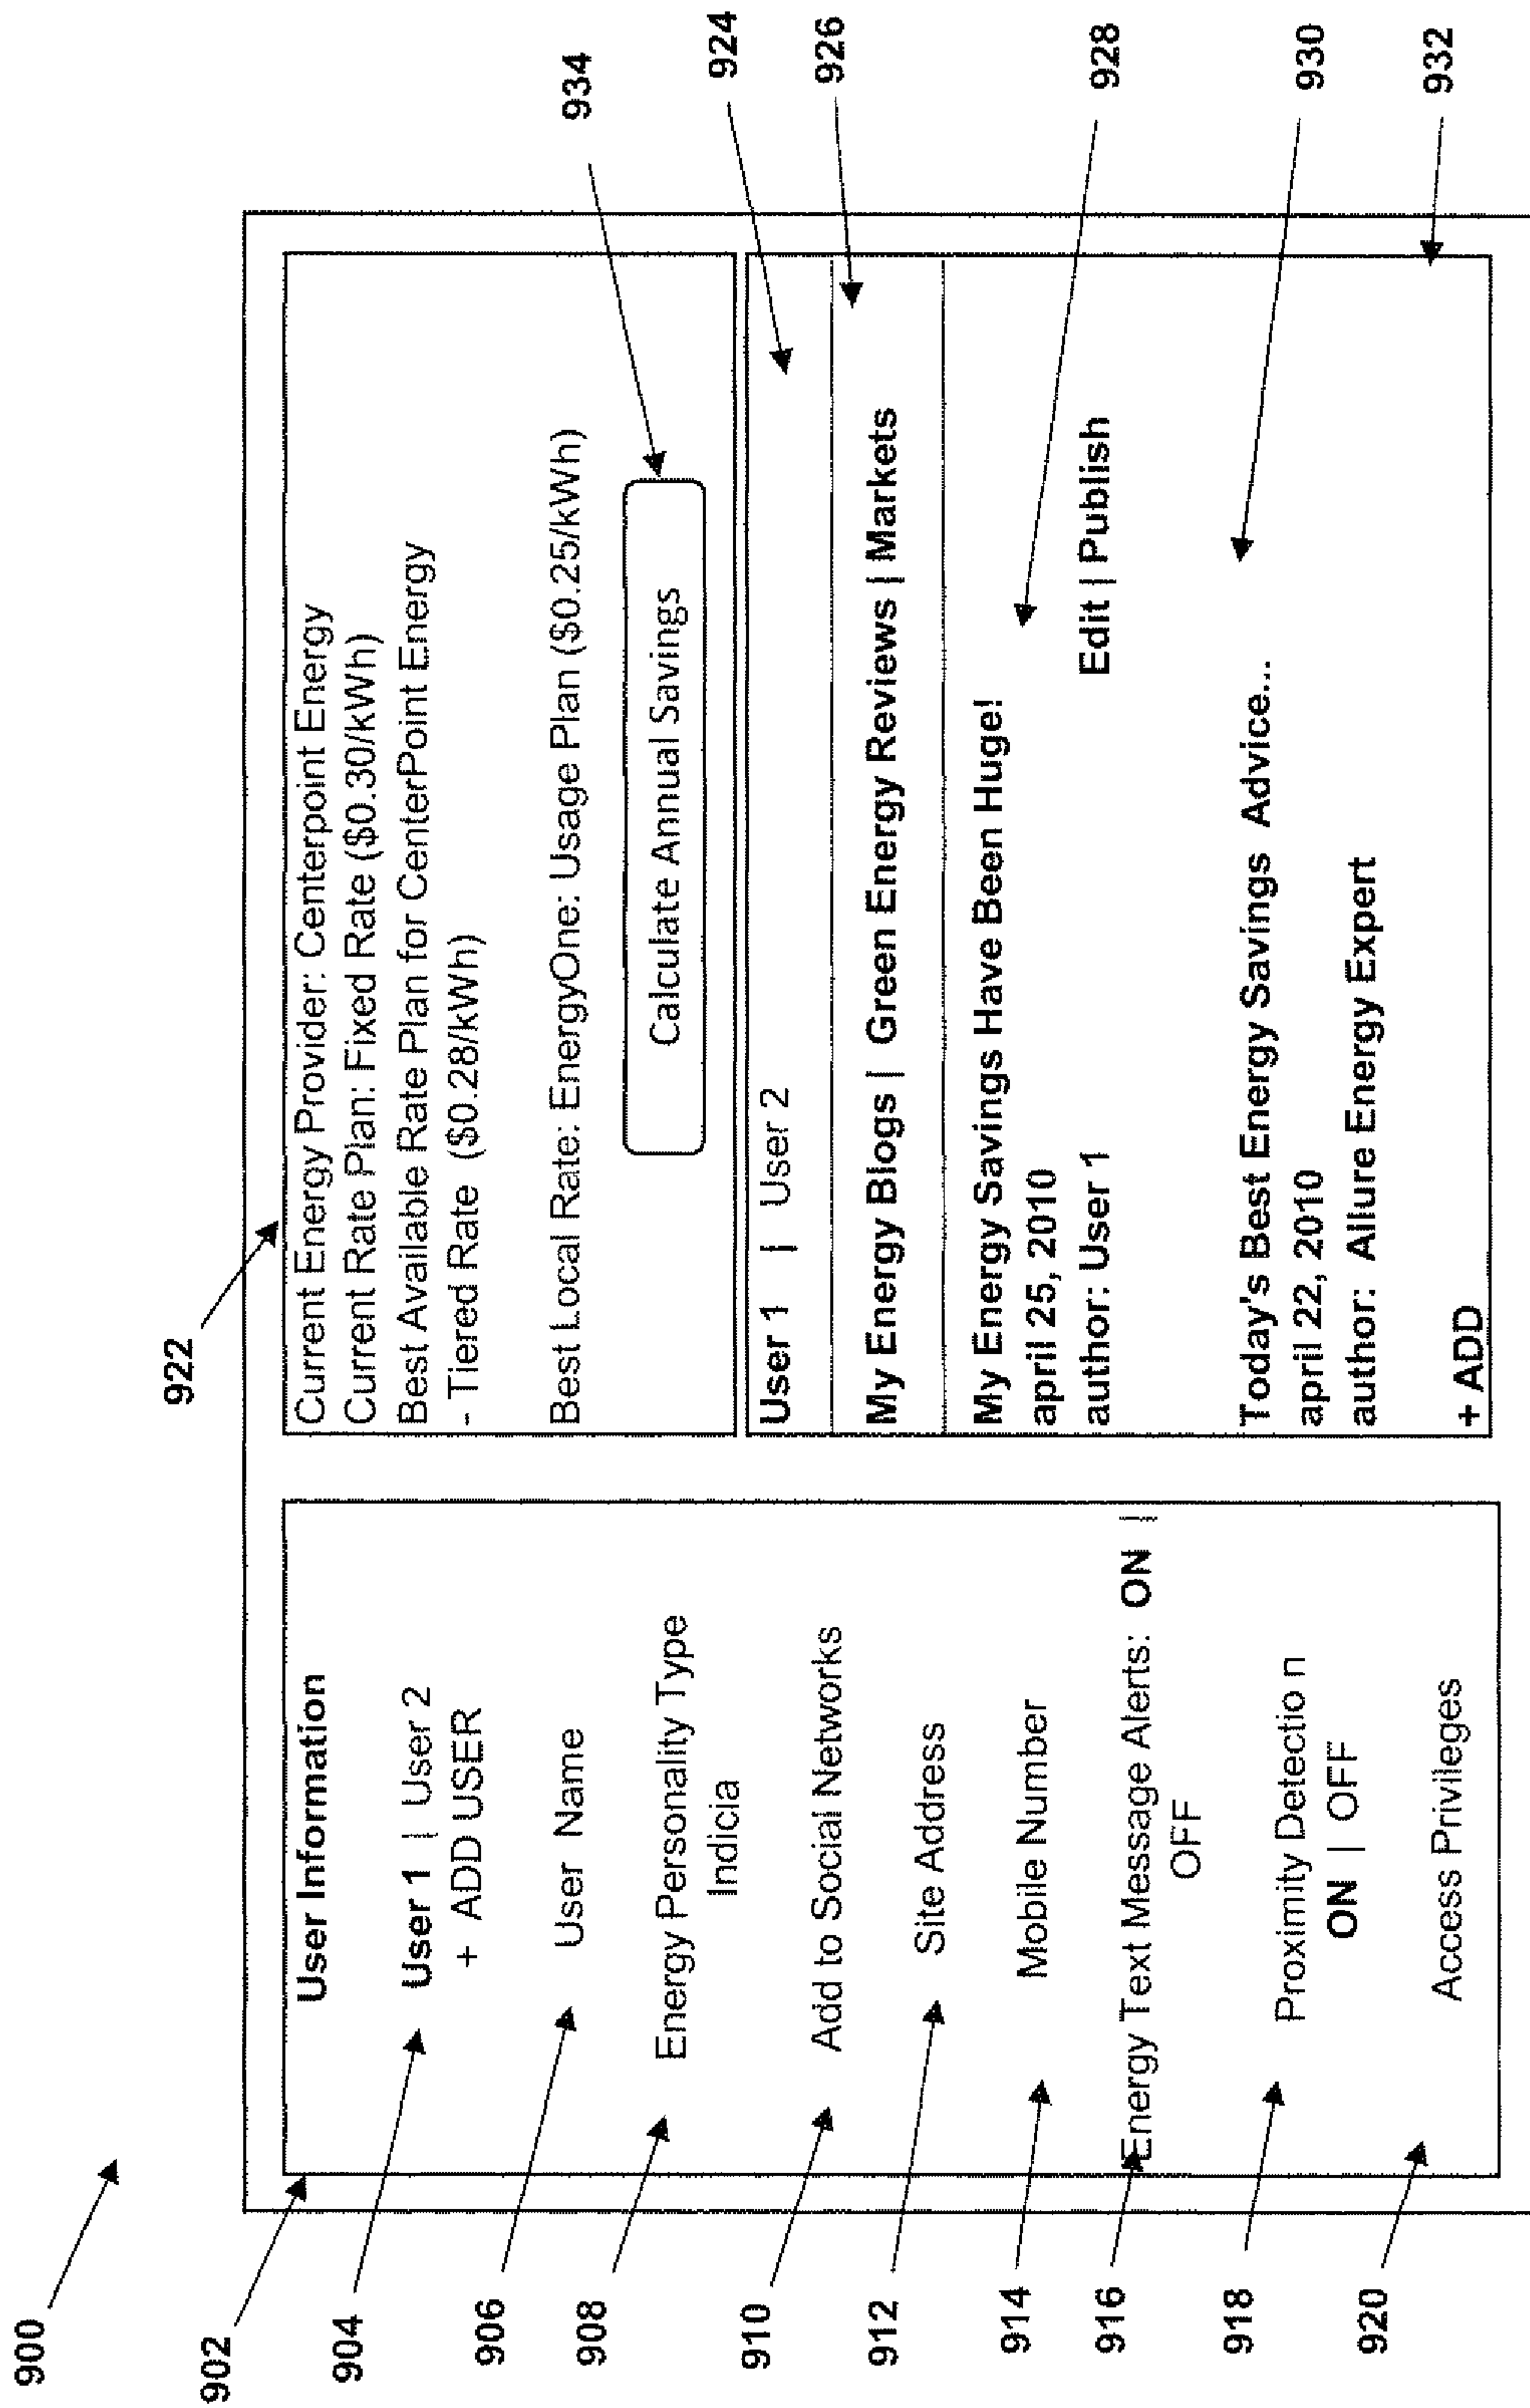 900
902
904
906
908
910
912
914
916
918
920
User Information
User 1 | User 2
+ ADD USER
User Name
Energy Personality Type
Indicia
Add to Social Networks
Site Address
Mobile Number
Energy Text Message Alerts: ON |
OFF
Proximity Detectio n
ON | OFF
Access Privileges
922
Current Energy Provider: Centerpoint Energy
Current Rate Plan: Fixed Rate ($0.30/kWh)
Best Available Rate Plan for CenterPoint Energy
- Tiered Rate ($0.28/kWh)
Best Local Rate: EnergyOne: Usage Plan ($0.25/kWh)
Calculate Annual Savings
User 1 | User 2
My Energy Blogs | Green Energy Reviews | Markets
My Energy Savings Have Been Huge!
april 25, 2010
author: User 1
Edit | Publish
Today's Best Energy Savings Advice...
april 22, 2010
author: Allure Energy Expert
+ ADD
934
924
926
928
930
932